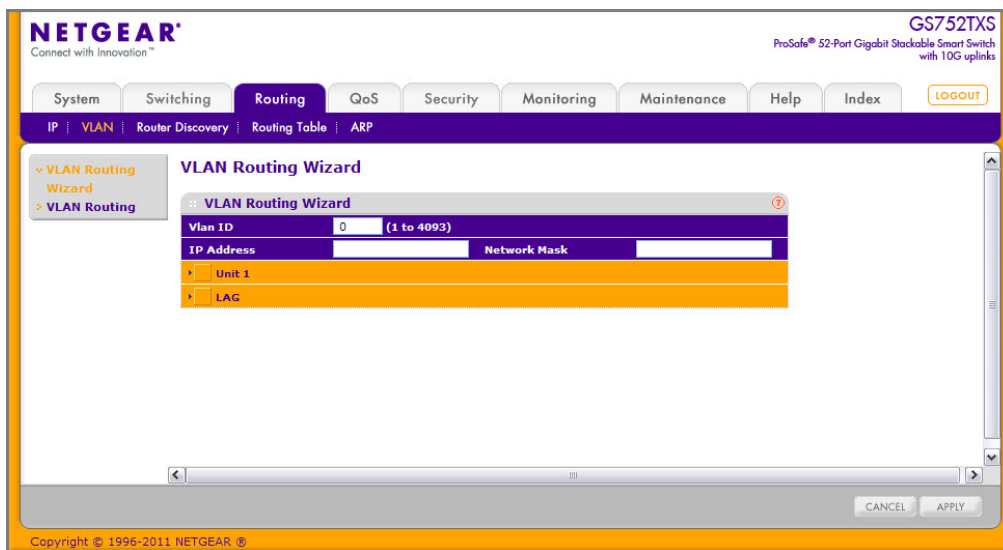 NETGEAR®
Connect with Innovation™
GS752TXS
ProSafe® 52-Port Gigabit Stackable Smart Switch
with 10G uplinks
System Switching Routing QoS Security Monitoring Maintenance Help Index LOGOUT
IP VLAN Router Discovery Routing Table ARP
VLAN Routing
Wizard
VLAN Routing
VLAN Routing Wizard
VLAN Routing Wizard ?
Vlan ID 0 (1 to 4093)
IP Address Network Mask
Unit 1
LAG
CANCEL APPLY
Copyright © 1996-2011 NETGEAR ®